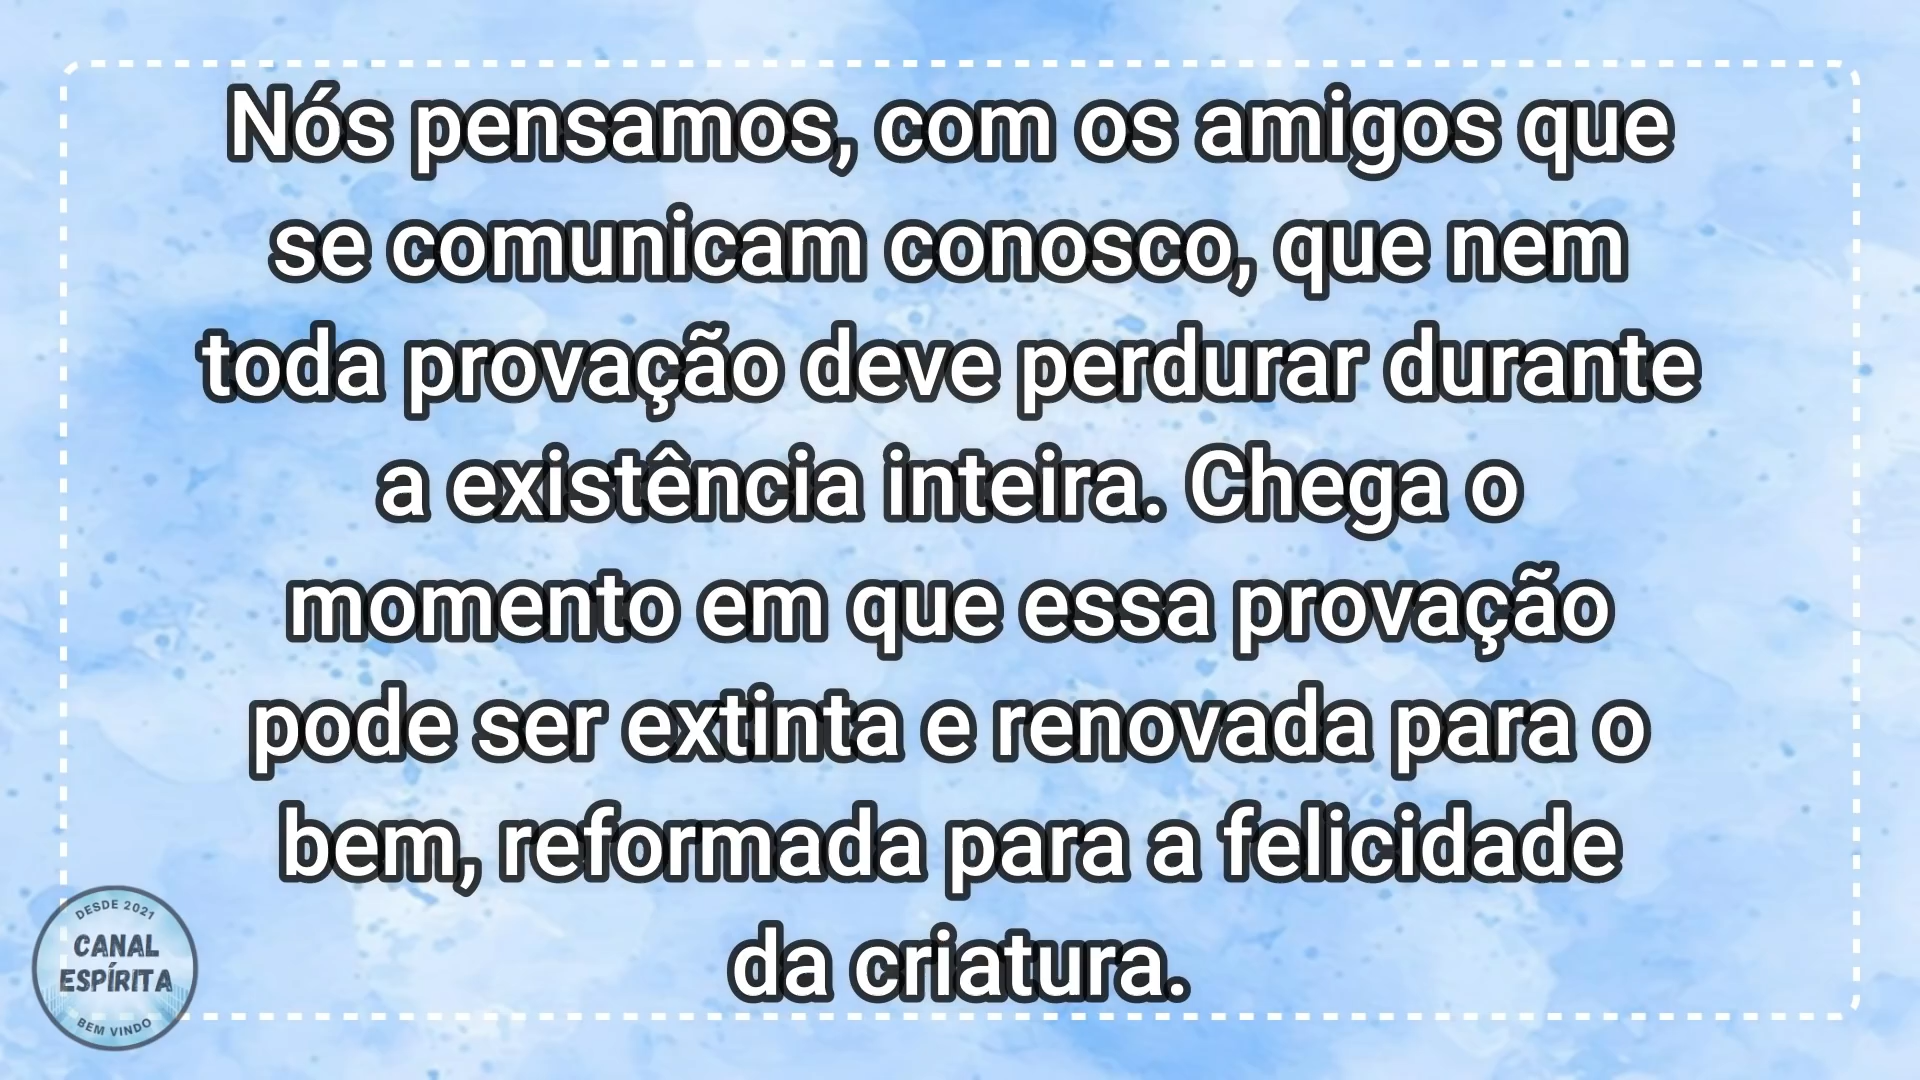 Nós pensamos, com os amigos que
se comunicam conosco, que nem
toda provação deve perdurar durante
a existência inteira. Chega o
momento em que essa provação
pode ser extinta e renovada para o
bem, reformada para a felicidade
da criatura.
DESDE 2021
CANAL
ESPÍRITA
BEM VINDO